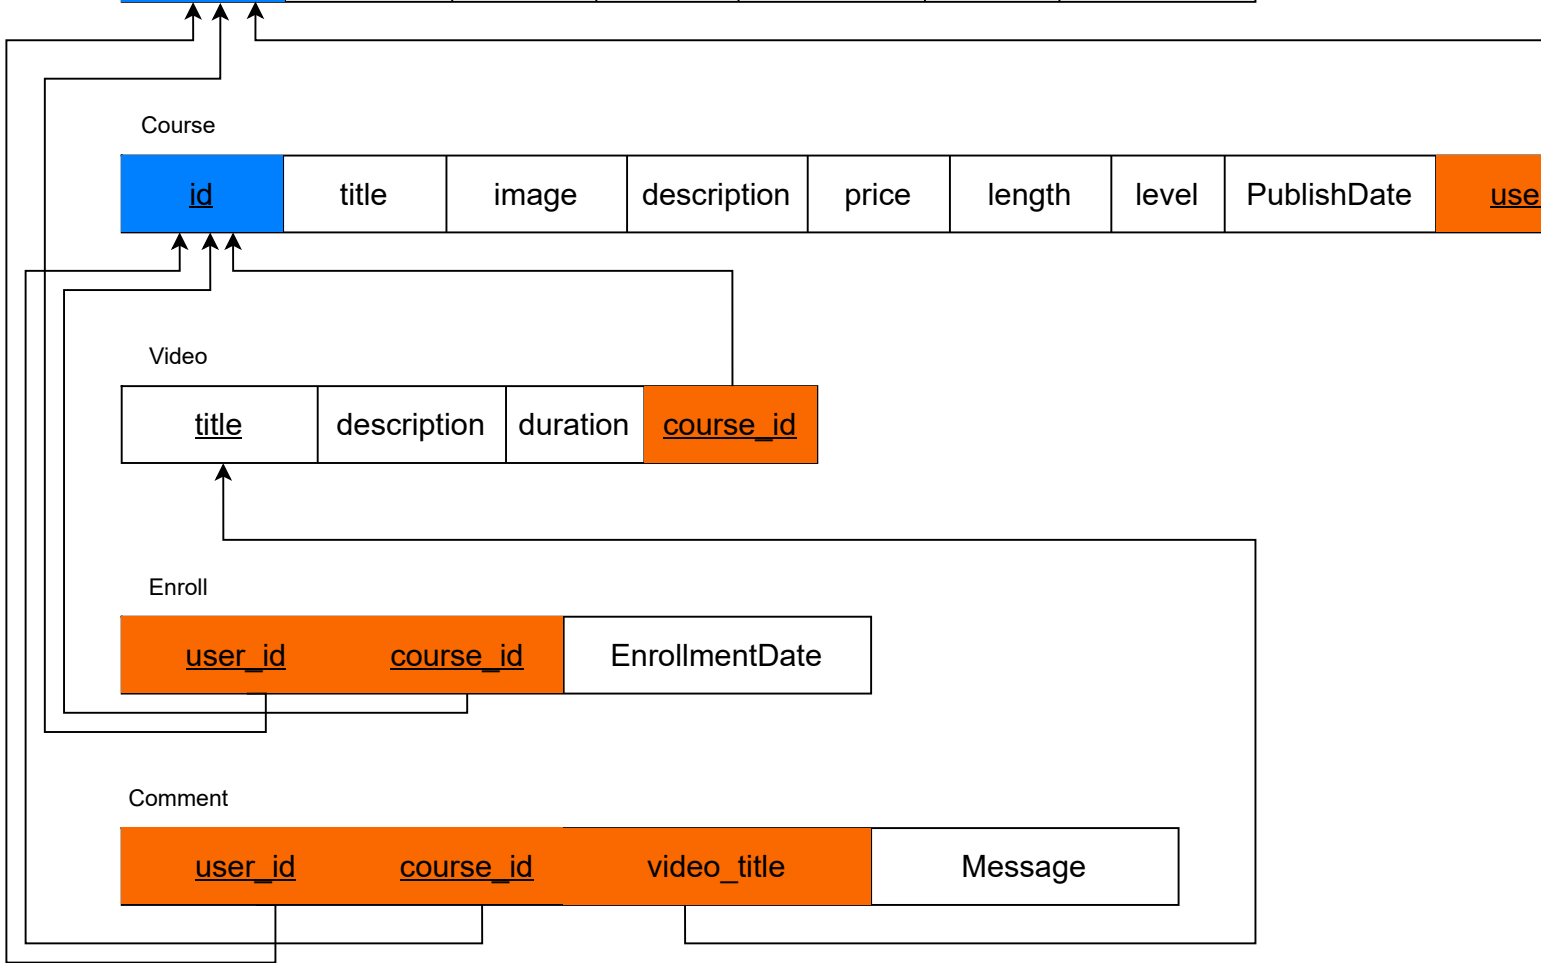 Course
id title image description price length level PublishDate use
Video
title description duration course_id
Enroll
user_id course_id EnrollmentDate
Comment
user_id course_id video_title Message